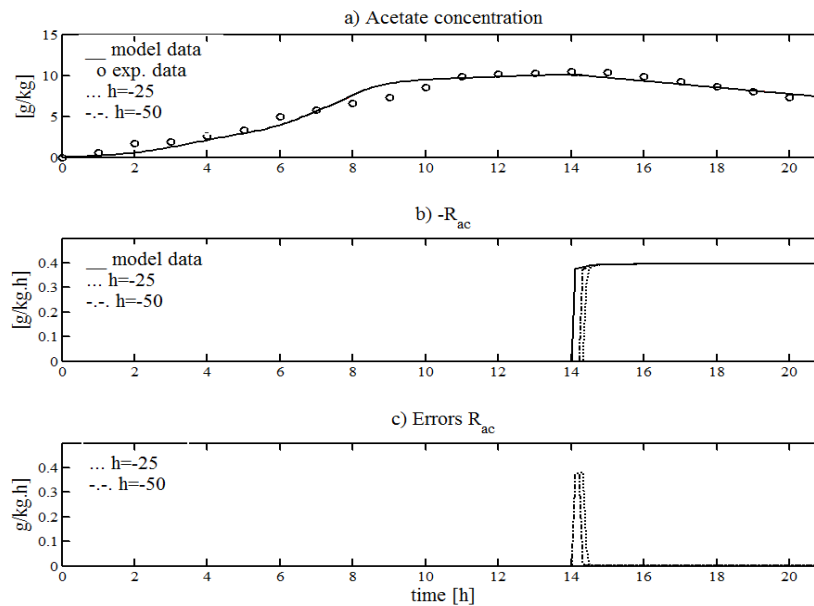 a) Acetate concentration
15
10
5
0
[g/kg]
__ model data
o exp. data
... h=-25
-.-. h=-50
0 2 4 6 8 10 12 14 16 18 20
b) -Rac
0.4
0.3
0.2
0.1
0
[g/kg.h]
__ model data
... h=-25
-.-. h=-50
0 2 4 6 8 10 12 14 16 18 20
c) Errors Rac
0.4
0.3
0.2
0.1
0
g/kg.h]
... h=-25
-.-. h=-50
0 2 4 6 8 10 12 14 16 18 20
time [h]